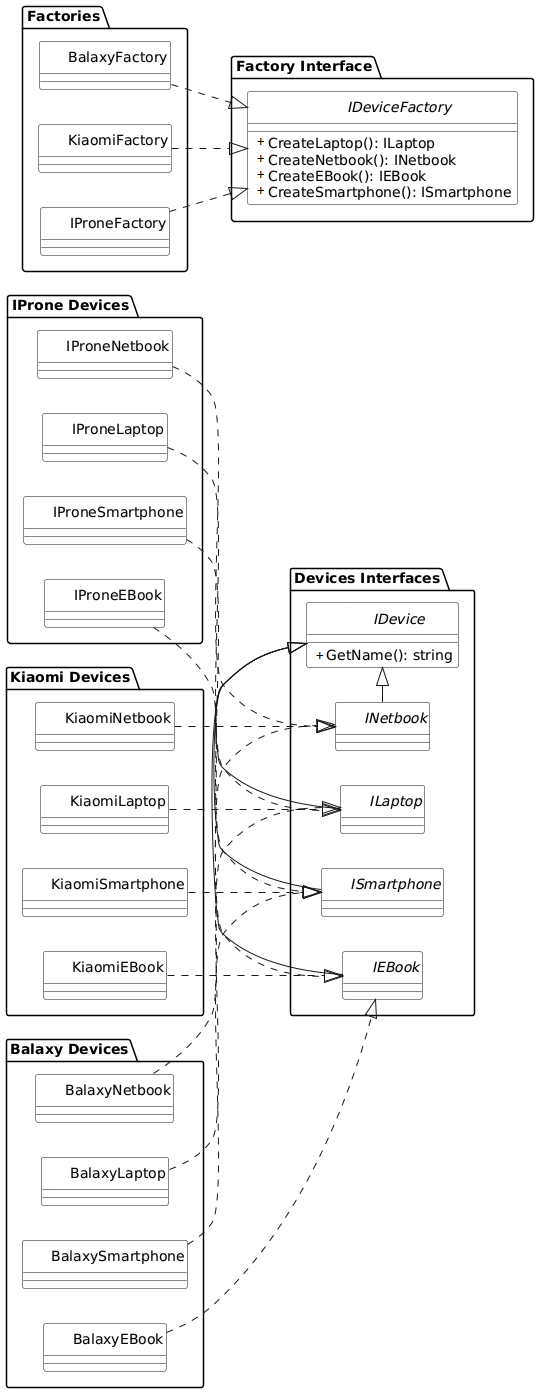 Factories
BalaxyFactory
KiaomiFactory
IProneFactory
Factory Interface
IDeviceFactory
+ CreateLaptop(): ILaptop
+ CreateNetbook(): INetbook
+ CreateEBook(): IEBook
+ CreateSmartphone(): ISmartphone
IProne Devices
IProneNetbook
IProneLaptop
IProneSmartphone
IProneEBook
Kiaomi Devices
KiaomiNetbook
KiaomiLaptop
KiaomiSmartphone
KiaomiEBook
Balaxy Devices
BalaxyNetbook
BalaxyLaptop
BalaxySmartphone
BalaxyEBook
Devices Interfaces
IDevice
+ GetName(): string
INetbook
ILaptop
ISmartphone
IEBook